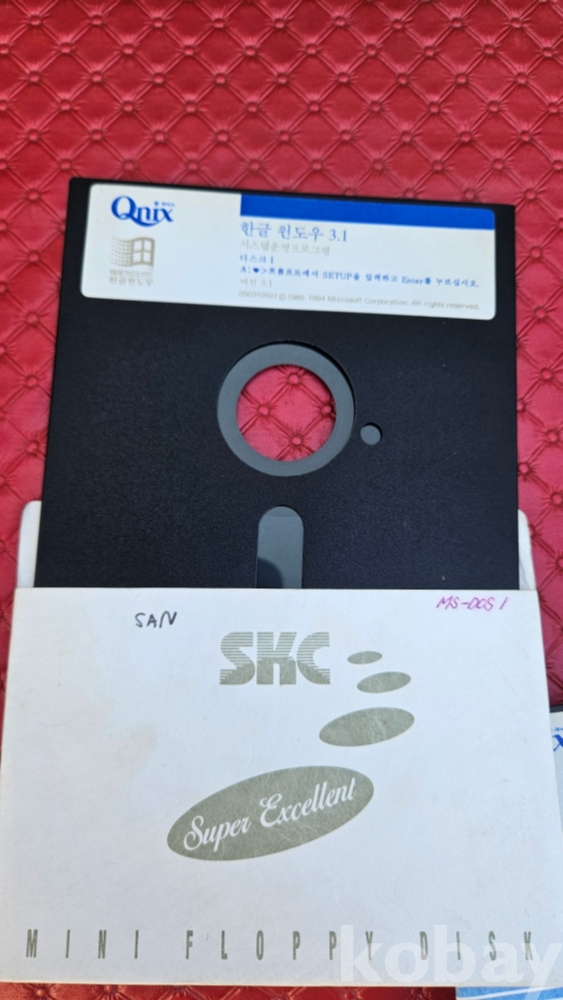 Qnix
한글 윈도우 3.1
시스템운영프로그램
디스크 1
A:\>프롬프트에서 SETUP을 입력하고 Enter를 누르십시오.
버전 3.1
한글윈도우
1985-1994 Microsoft Corporation. All rights reserved.
SAN
MS-DOS 1
SKC
Super Excellent
MINI FLOPPY DISK
kobay